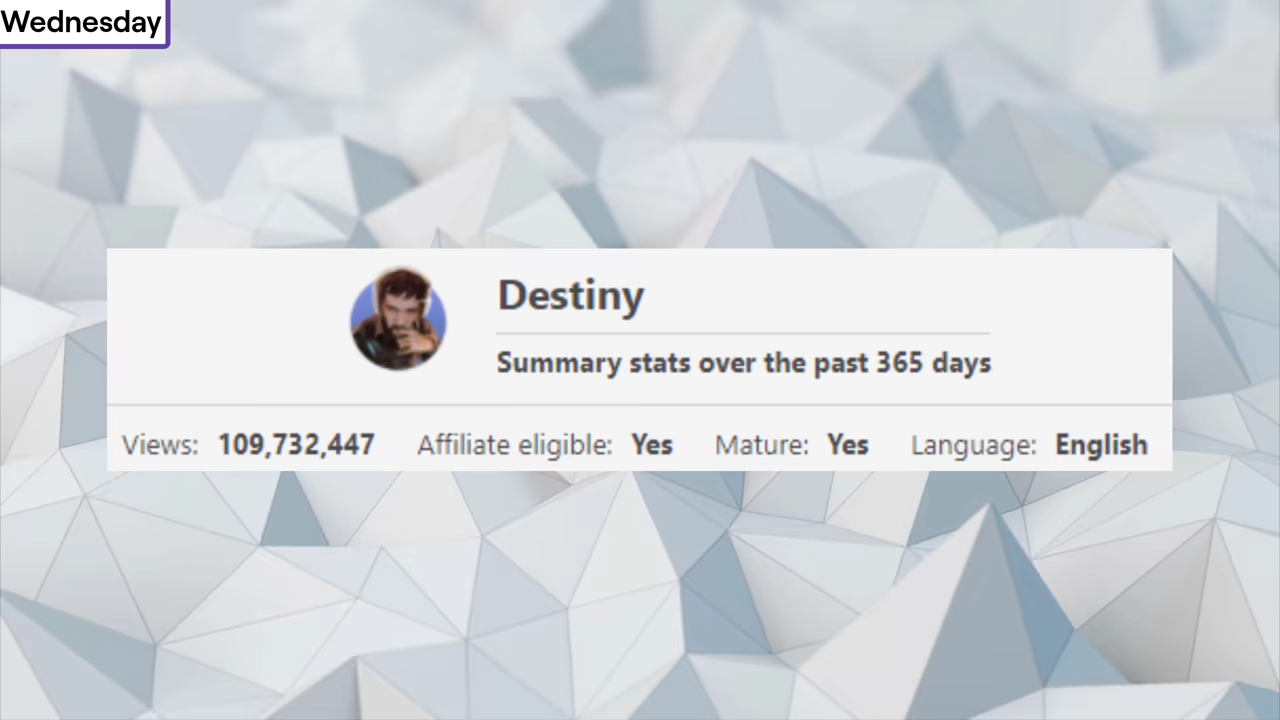 Wednesday
Destiny
Summary stats over the past 365 days
Views: 109,732,447 Affiliate eligible: Yes Mature: Yes Language: English